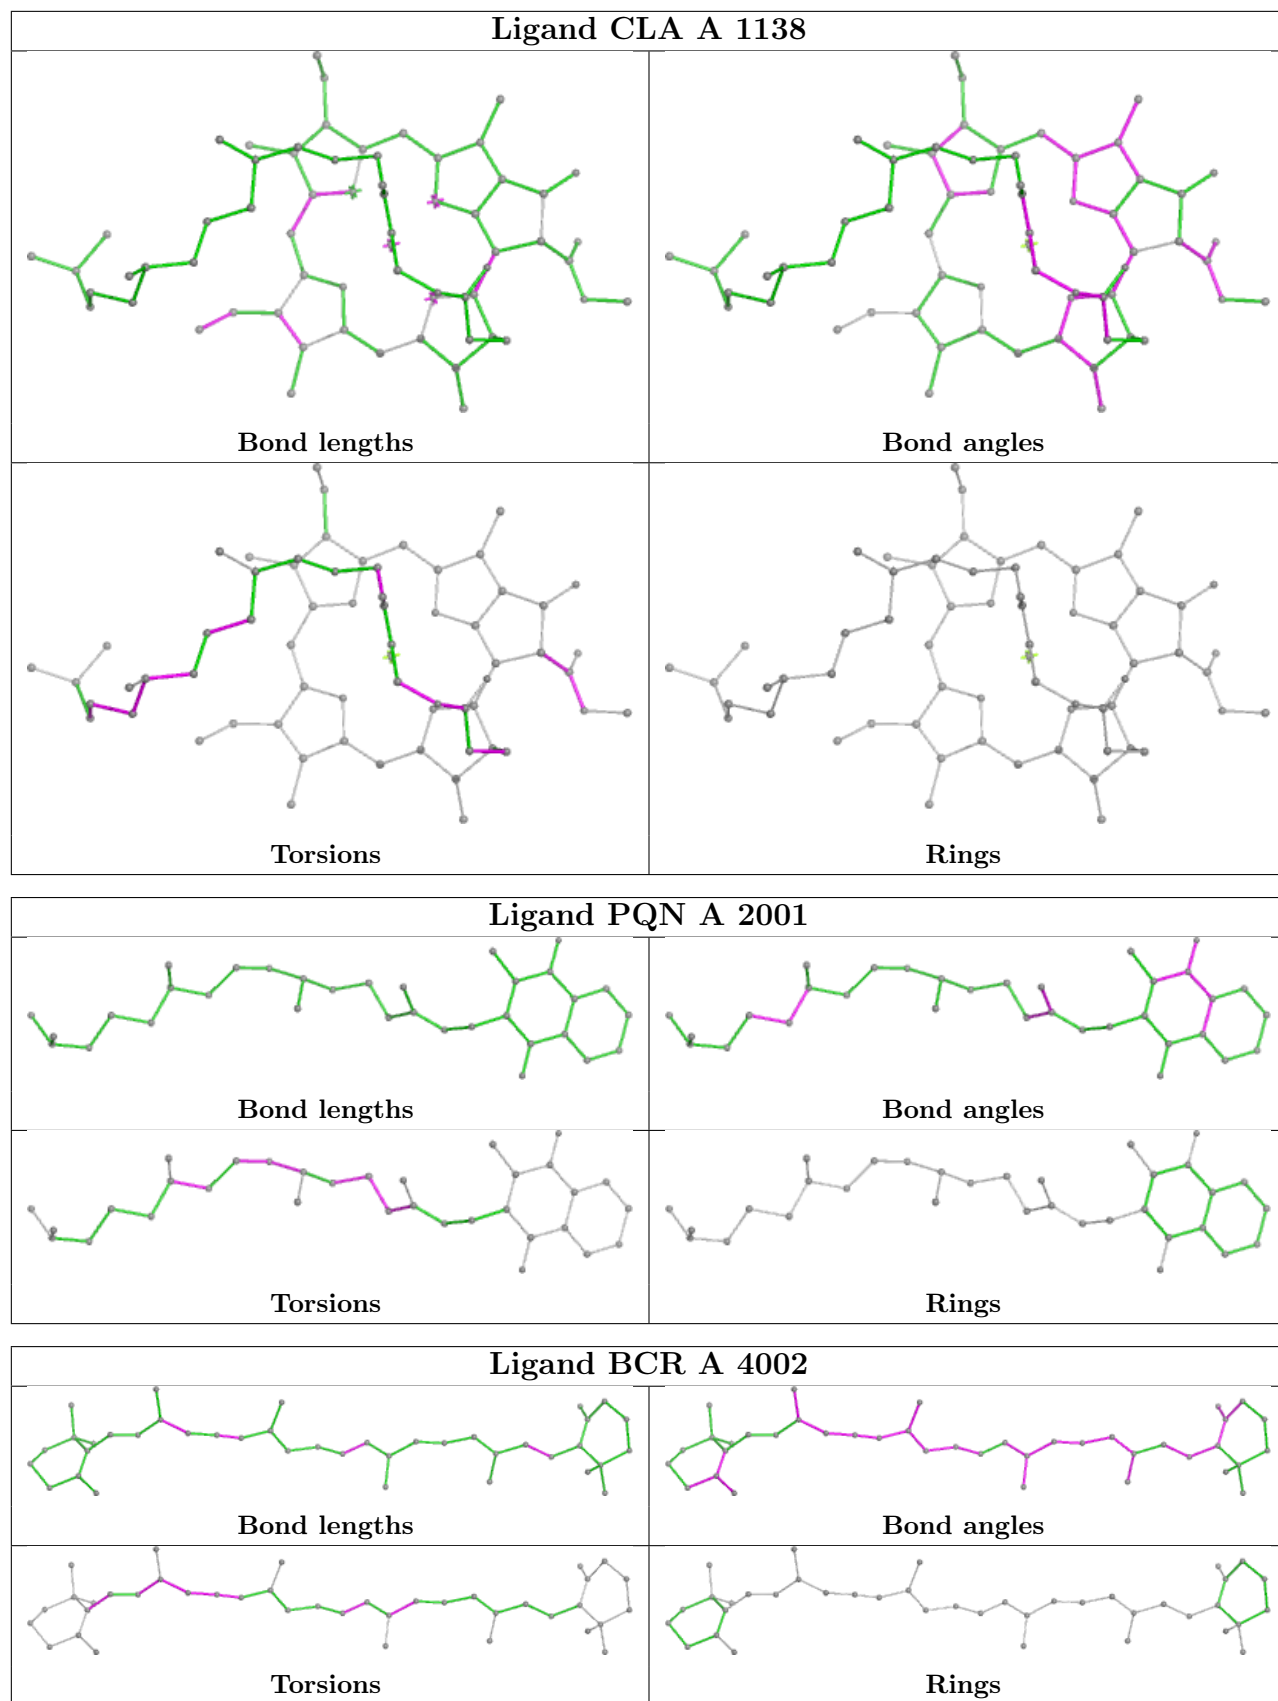 Ligand CLA A 1138
Bond lengths
Bond angles
Torsions
Rings
Ligand PQN A 2001
Bond lengths
Bond angles
Torsions
Rings
Ligand BCR A 4002
Bond lengths
Bond angles
Torsions
Rings